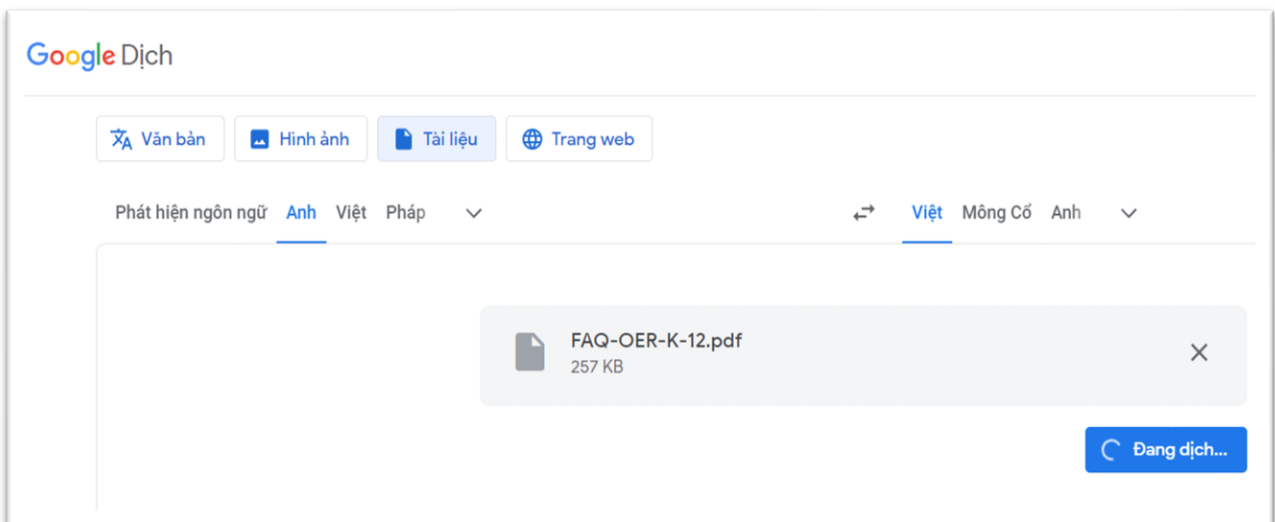 Google Dịch
Văn bản Hình ảnh Tài liệu Trang web
Phát hiện ngôn ngữ Anh Việt Pháp Việt Mông Cổ Anh
FAQ-OER-K-12.pdf
257 KB
Đang dịch...